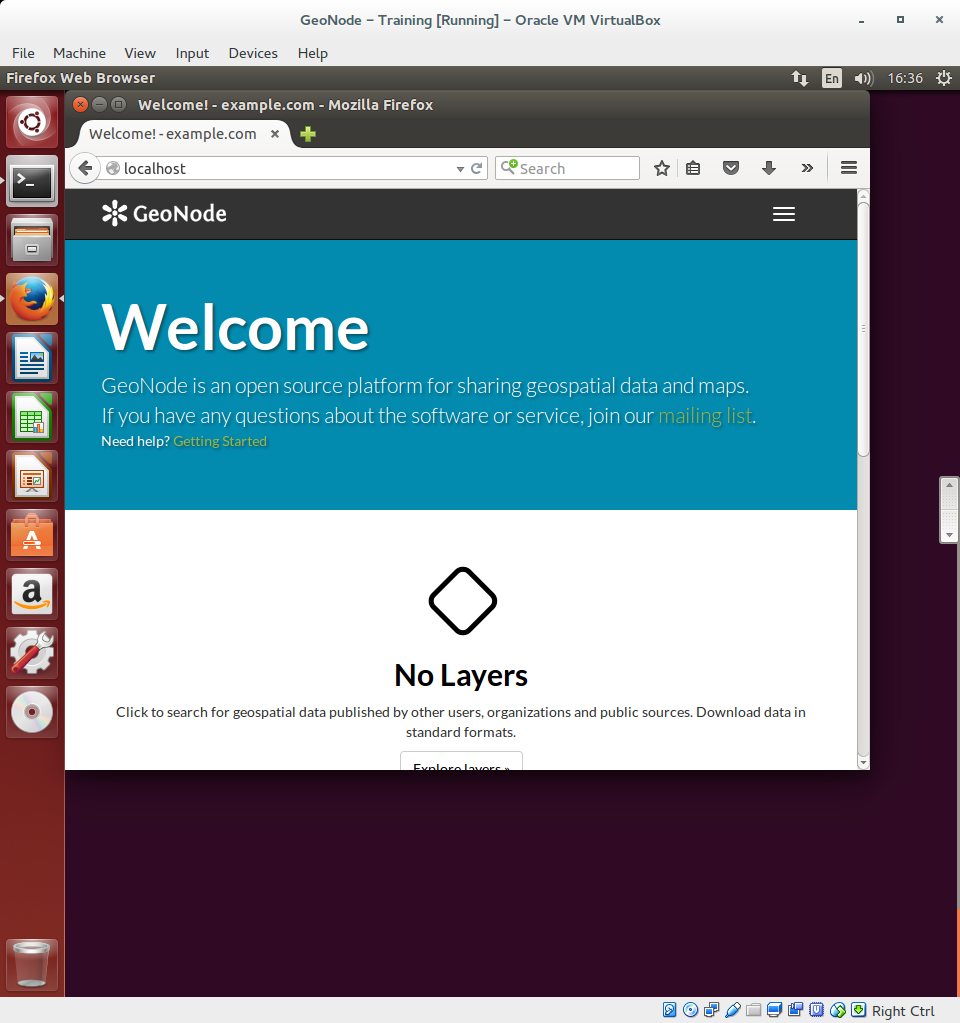 GeoNode – Training [Running] – Oracle VM VirtualBox
File Machine View Input Devices Help
Firefox Web Browser En 16:36
Welcome! - example.com - Mozilla Firefox
Welcome! - example.com
localhost Search
GeoNode
Welcome
GeoNode is an open source platform for sharing geospatial data and maps.
If you have any questions about the software or service, join our mailing list.
Need help? Getting Started
No Layers
Click to search for geospatial data published by other users, organizations and public sources. Download data in
standard formats.
Explore layers »
Right Ctrl